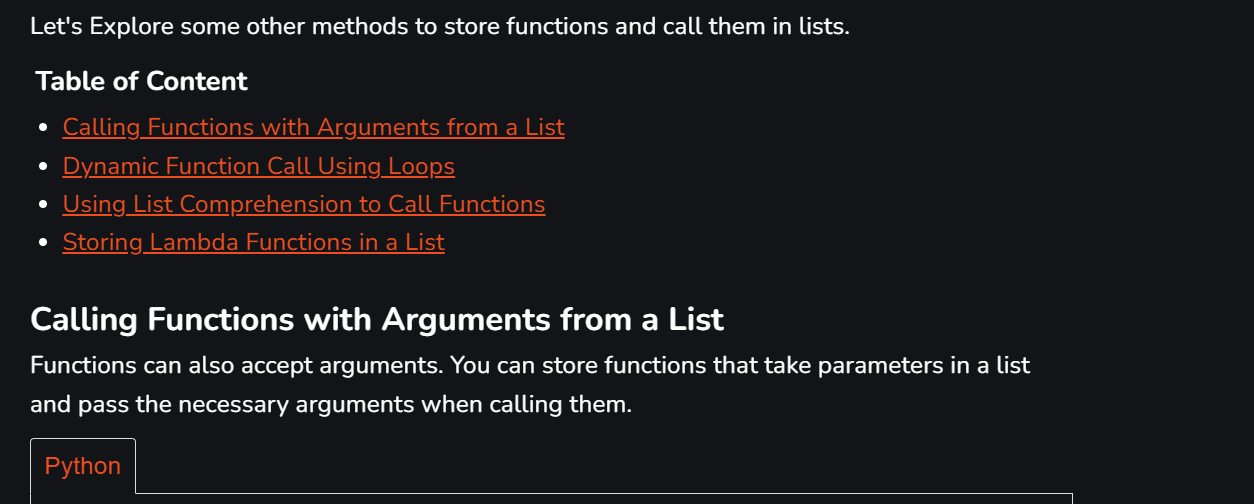 Let's Explore some other methods to store functions and call them in lists.
Table of Content
Calling Functions with Arguments from a List
Dynamic Function Call Using Loops
Using List Comprehension to Call Functions
Storing Lambda Functions in a List
Calling Functions with Arguments from a List
Functions can also accept arguments. You can store functions that take parameters in a list
and pass the necessary arguments when calling them.
Python